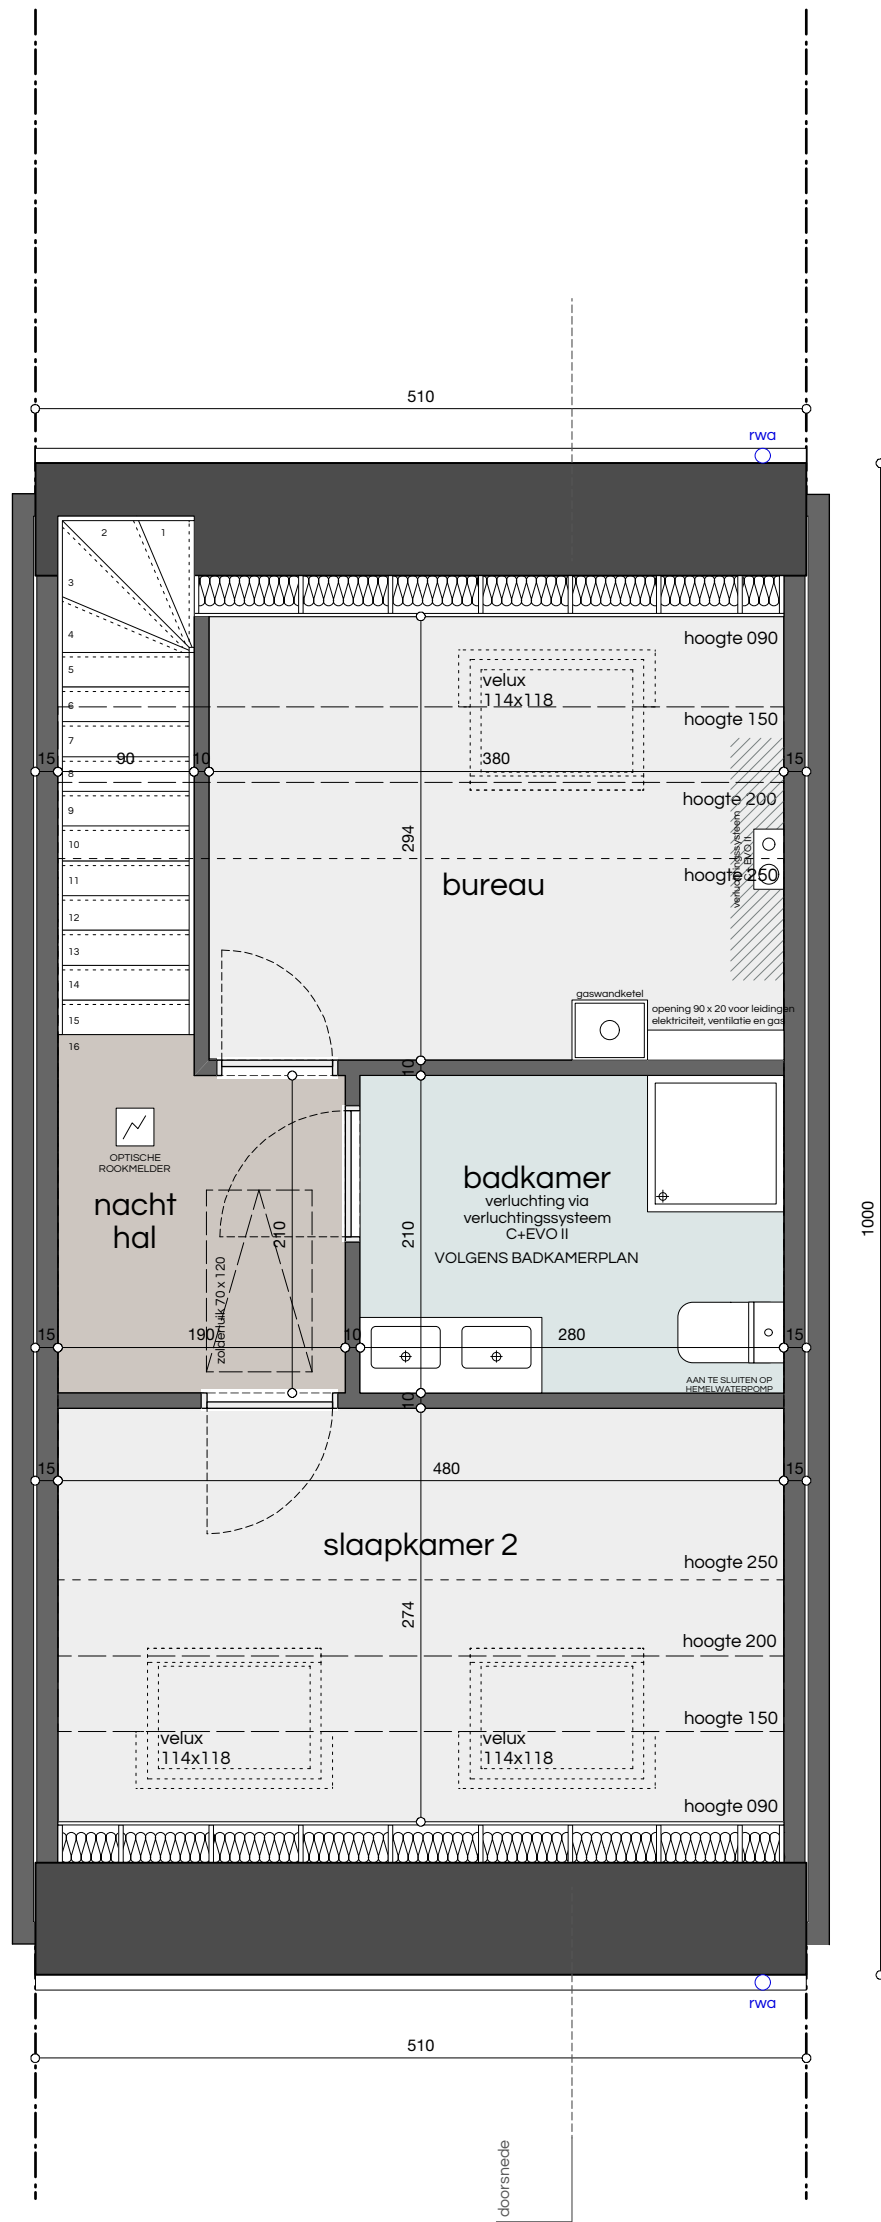 510
rwa
2
1
3
4
5
6
7
8
9
10
11
12
13
14
15
16
hoogte 090
velux
114x118
hoogte 150
15
90
10
380
15
hoogte 200
294
verluchtingssysteem
C+EVO II
hoogte 250
bureau
gaswandketel
opening 90 x 20 voor leidingen
elektriciteit, ventilatie en gas
10
OPTISCHE
ROOKMELDER
nacht
hal
210
zolderluik 70 x 120
badkamer
verluchting via
verluchtingssysteem
C+EVO II
VOLGENS BADKAMERPLAN
210
1000
15
190
10
280
15
AAN TE SLUITEN OP
HEMELWATERPOMP
10
15
480
15
slaapkamer 2
hoogte 250
274
hoogte 200
hoogte 150
velux
114x118
velux
114x118
hoogte 090
rwa
510
doorsnede